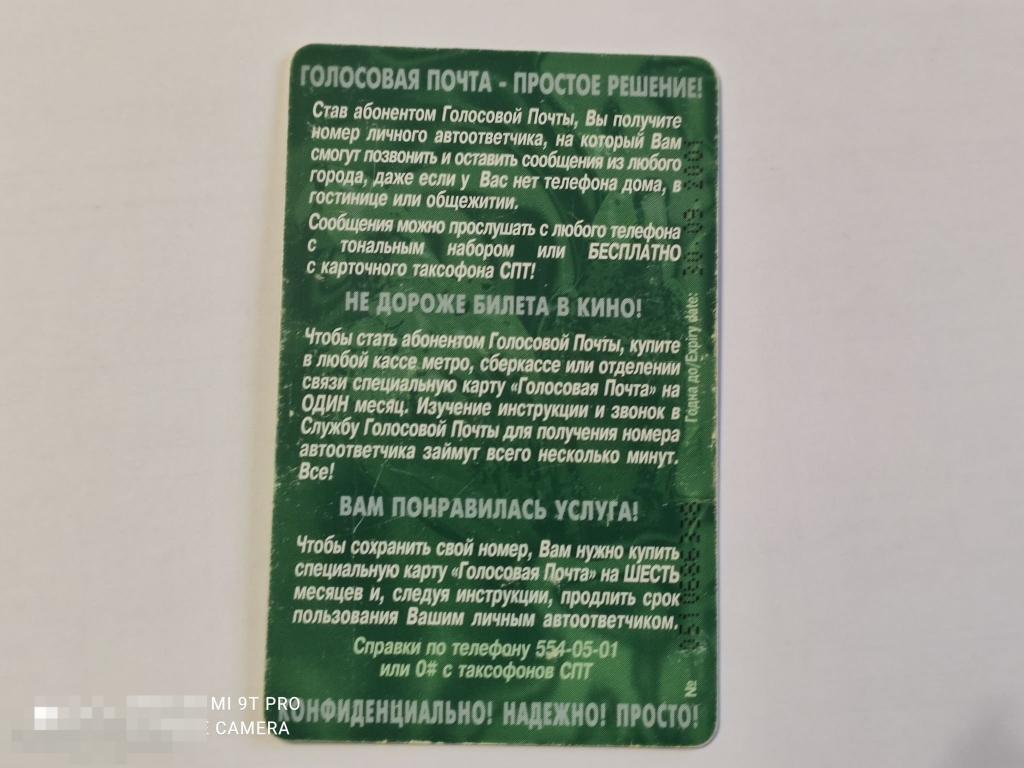 ГОЛОСОВАЯ ПОЧТА - ПРОСТОЕ РЕШЕНИЕ!
Став абонентом Голосовой Почты, Вы получите
номер личного автоответчика, на который Вам
смогут позвонить и оставить сообщения из любого
города, даже если у Вас нет телефона дома, в
гостинице или общежитии.
Сообщения можно прослушать с любого телефона
с тональным набором или БЕСПЛАТНО
с карточного таксофона СПТ!
НЕ ДОРОЖЕ БИЛЕТА В КИНО!
Чтобы стать абонентом Голосовой Почты, купите
в любой кассе метро, сберкассе или отделении
связи специальную карту «Голосовая Почта» на
ОДИН месяц. Изучение инструкции и звонок в
Службу Голосовой Почты для получения номера
автоответчика займут всего несколько минут.
Все!
ВАМ ПОНРАВИЛАСЬ УСЛУГА!
Чтобы сохранить свой номер, Вам нужно купить
специальную карту «Голосовая Почта» на ШЕСТЬ
месяцев и, следуя инструкции, продлить срок
пользования Вашим личным автоответчиком.
Справки по телефону 554-05-01
или 0# с таксофонов СПТ
КОНФИДЕНЦИАЛЬНО! НАДЕЖНО! ПРОСТО!
Годна до/Expiry date: 30.09.2001
№
MI 9T PRO
CAMERA